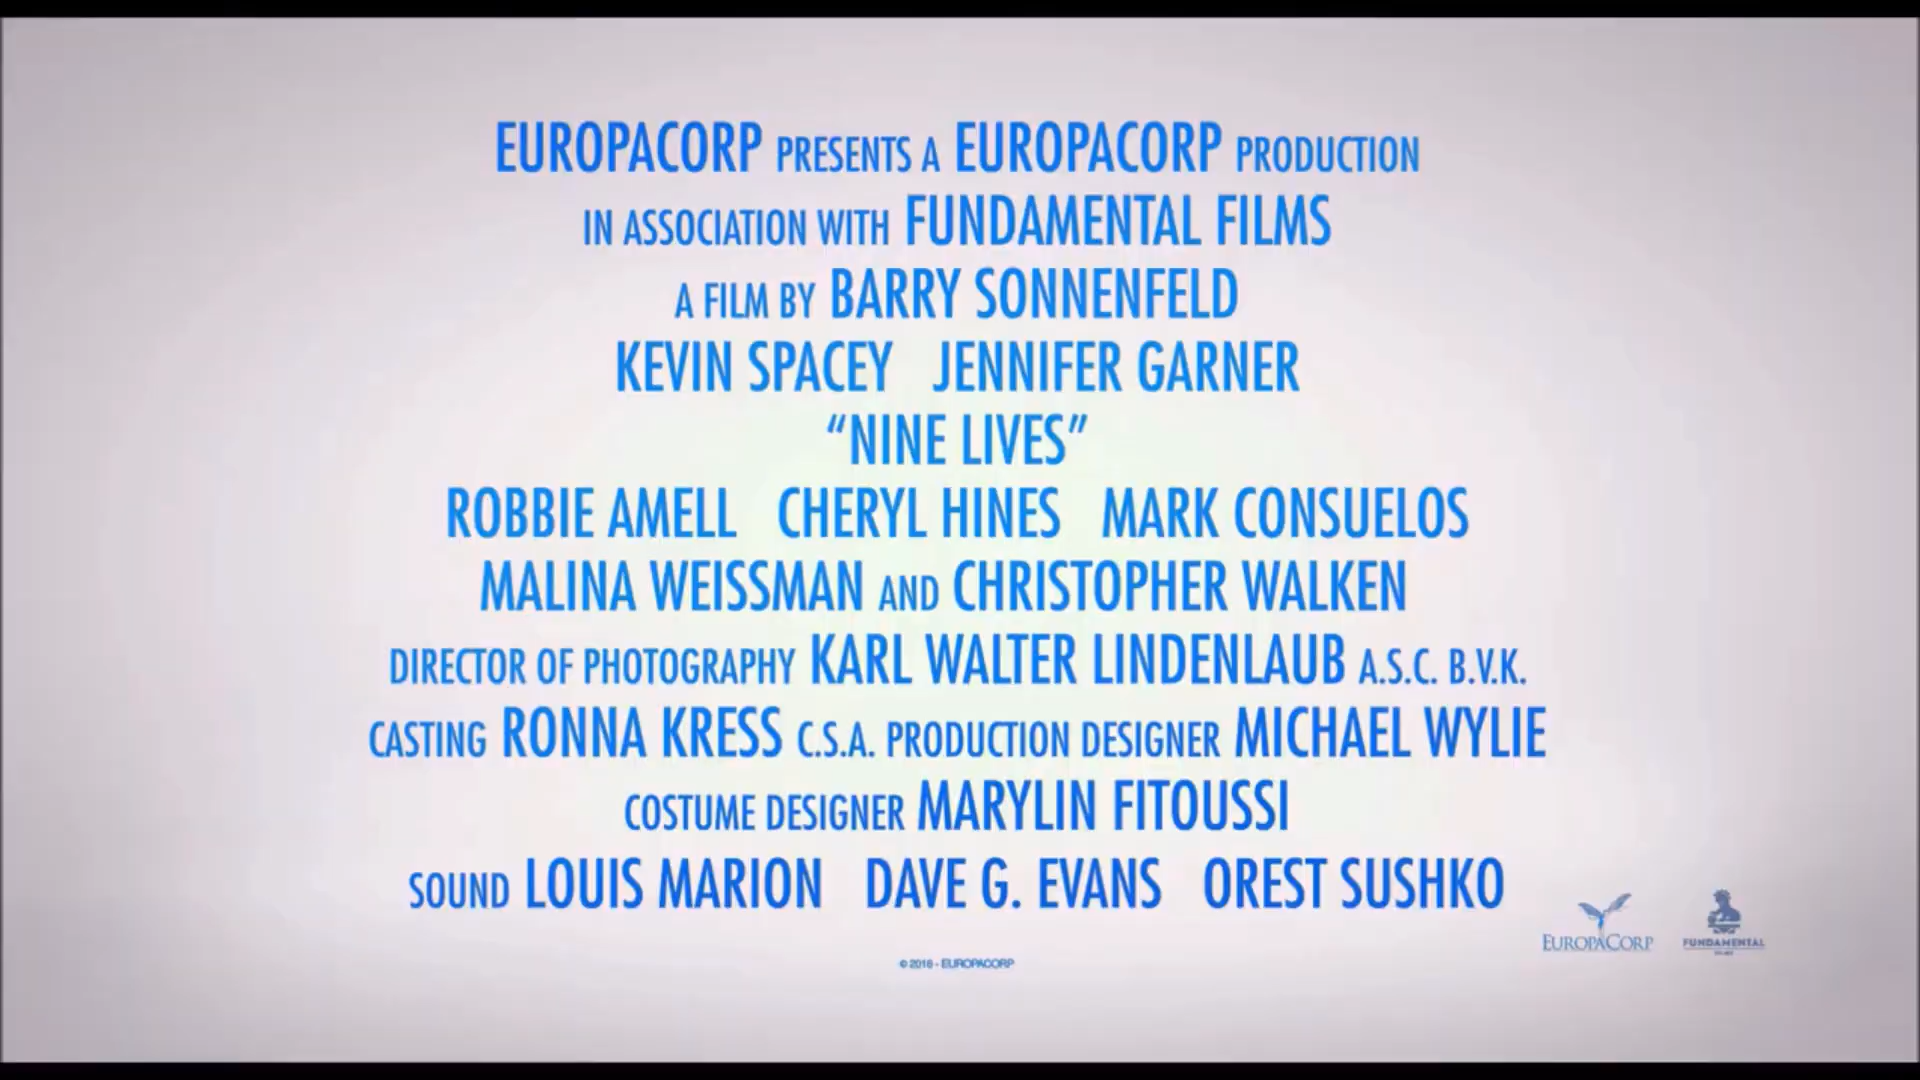 EUROPACORP PRESENTS A EUROPACORP PRODUCTION
IN ASSOCIATION WITH FUNDAMENTAL FILMS
A FILM BY BARRY SONNENFELD
KEVIN SPACEY JENNIFER GARNER
“NINE LIVES”
ROBBIE AMELL CHERYL HINES MARK CONSUELOS
MALINA WEISSMAN AND CHRISTOPHER WALKEN
DIRECTOR OF PHOTOGRAPHY KARL WALTER LINDENLAUB A.S.C. B.V.K.
CASTING RONNA KRESS C.S.A. PRODUCTION DESIGNER MICHAEL WYLIE
COSTUME DESIGNER MARYLIN FITOUSSI
SOUND LOUIS MARION DAVE G. EVANS OREST SUSHKO
EUROPACORP
FUNDAMENTAL
© 2016 - EUROPACORP